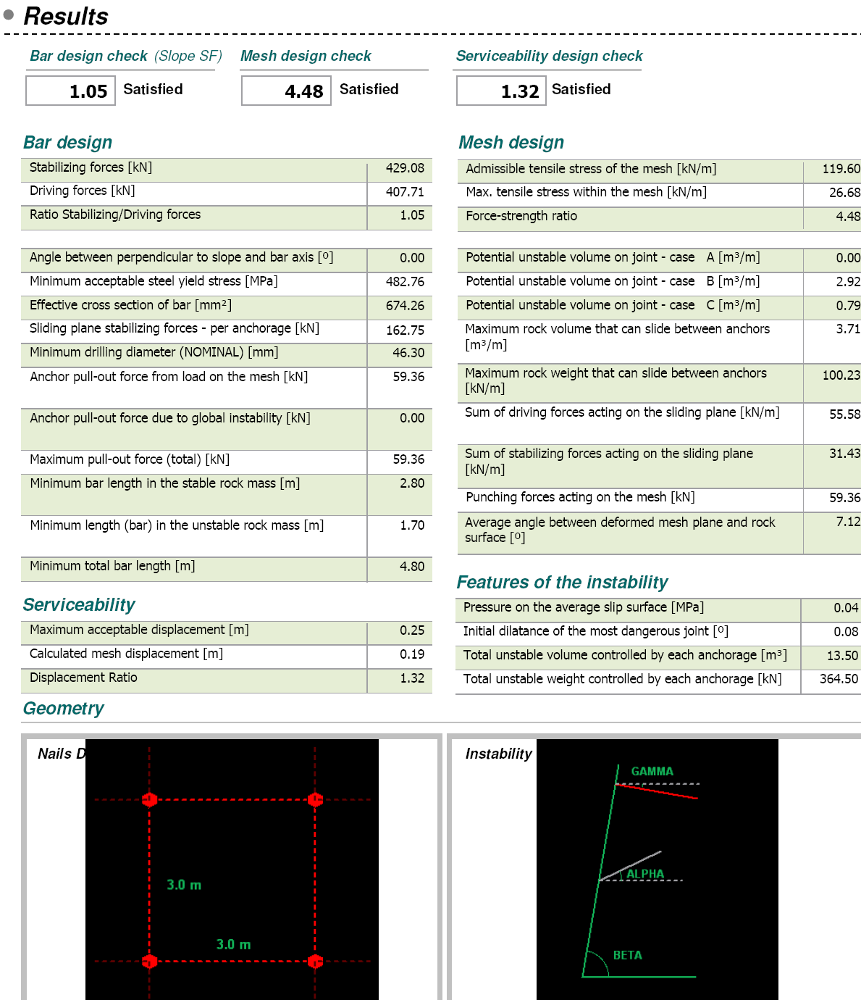 Results
Bar design check (Slope SF)
Mesh design check
Serviceability design check
1.05 Satisfied
4.48 Satisfied
1.32 Satisfied
Bar design
Stabilizing forces [kN] 429.08
Driving forces [kN] 407.71
Ratio Stabilizing/Driving forces 1.05
Angle between perpendicular to slope and bar axis [º] 0.00
Minimum acceptable steel yield stress [MPa] 482.76
Effective cross section of bar [mm²] 674.26
Sliding plane stabilizing forces - per anchorage [kN] 162.75
Minimum drilling diameter (NOMINAL) [mm] 46.30
Anchor pull-out force from load on the mesh [kN] 59.36
Anchor pull-out force due to global instability [kN] 0.00
Maximum pull-out force (total) [kN] 59.36
Minimum bar length in the stable rock mass [m] 2.80
Minimum length (bar) in the unstable rock mass [m] 1.70
Minimum total bar length [m] 4.80
Serviceability
Maximum acceptable displacement [m] 0.25
Calculated mesh displacement [m] 0.19
Displacement Ratio 1.32
Mesh design
Admissible tensile stress of the mesh [kN/m] 119.60
Max. tensile stress within the mesh [kN/m] 26.68
Force-strength ratio 4.48
Potential unstable volume on joint - case A [m³/m] 0.00
Potential unstable volume on joint - case B [m³/m] 2.92
Potential unstable volume on joint - case C [m³/m] 0.79
Maximum rock volume that can slide between anchors 3.71
[m³/m]
Maximum rock weight that can slide between anchors 100.23
[kN/m]
Sum of driving forces acting on the sliding plane [kN/m] 55.58
Sum of stabilizing forces acting on the sliding plane 31.43
[kN/m]
Punching forces acting on the mesh [kN] 59.36
Average angle between deformed mesh plane and rock 7.12
surface [º]
Features of the instability
Pressure on the average slip surface [MPa] 0.04
Initial dilatance of the most dangerous joint [º] 0.08
Total unstable volume controlled by each anchorage [m³] 13.50
Total unstable weight controlled by each anchorage [kN] 364.50
Geometry
Nails D
3.0 m
3.0 m
Instability
GAMMA
ALPHA
BETA